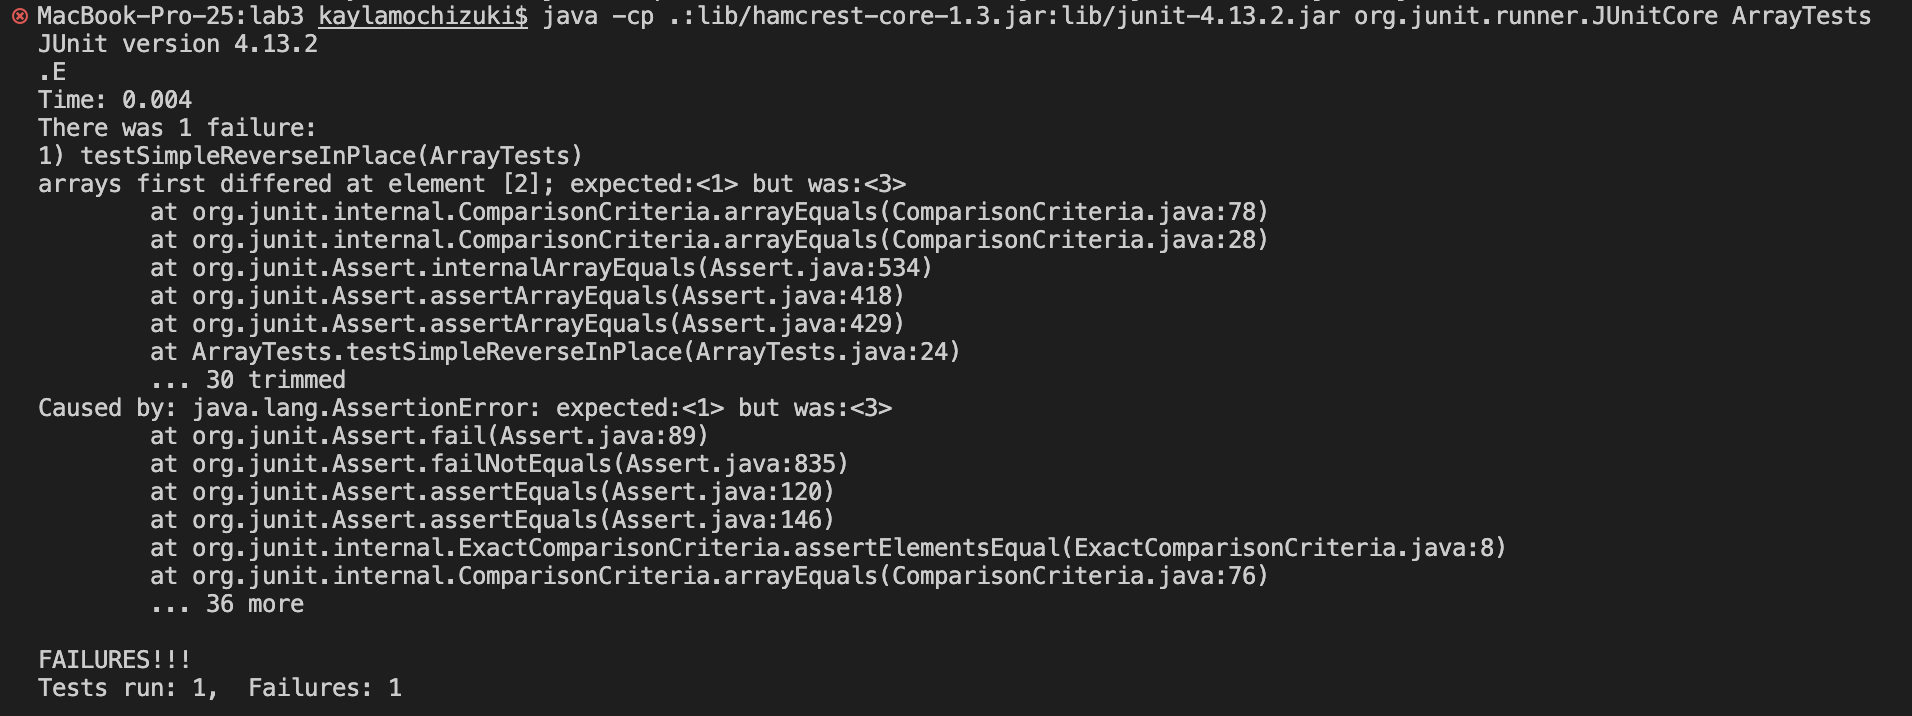 MacBook-Pro-25:lab3 kaylamochizuki$ java -cp .:lib/hamcrest-core-1.3.jar:lib/junit-4.13.2.jar org.junit.runner.JUnitCore ArrayTests
JUnit version 4.13.2
.E
Time: 0.004
There was 1 failure:
1) testSimpleReverseInPlace(ArrayTests)
arrays first differed at element [2]; expected:<1> but was:<3>
        at org.junit.internal.ComparisonCriteria.arrayEquals(ComparisonCriteria.java:78)
        at org.junit.internal.ComparisonCriteria.arrayEquals(ComparisonCriteria.java:28)
        at org.junit.Assert.internalArrayEquals(Assert.java:534)
        at org.junit.Assert.assertArrayEquals(Assert.java:418)
        at org.junit.Assert.assertArrayEquals(Assert.java:429)
        at ArrayTests.testSimpleReverseInPlace(ArrayTests.java:24)
        ... 30 trimmed
Caused by: java.lang.AssertionError: expected:<1> but was:<3>
        at org.junit.Assert.fail(Assert.java:89)
        at org.junit.Assert.failNotEquals(Assert.java:835)
        at org.junit.Assert.assertEquals(Assert.java:120)
        at org.junit.Assert.assertEquals(Assert.java:146)
        at org.junit.internal.ExactComparisonCriteria.assertElementsEqual(ExactComparisonCriteria.java:8)
        at org.junit.internal.ComparisonCriteria.arrayEquals(ComparisonCriteria.java:76)
        ... 36 more

FAILURES!!!
Tests run: 1,  Failures: 1